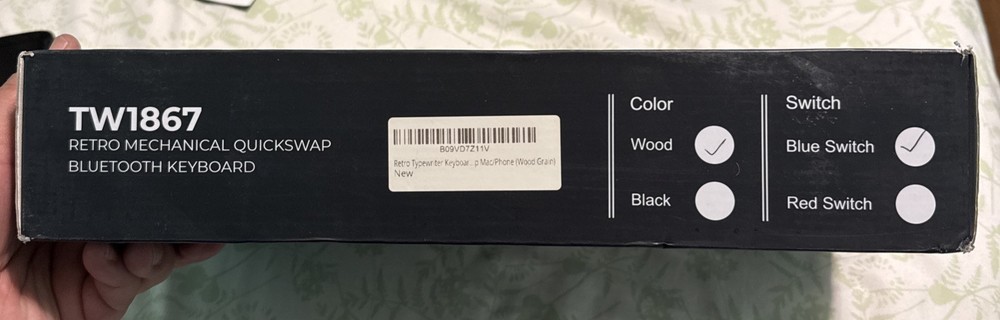 TW1867
RETRO MECHANICAL QUICKSWAP
BLUETOOTH KEYBOARD
B09VD7Z11V
Retro Typewriter Keyboar... p Mac/Phone (Wood Grain)
New
Color
Wood
Black
Switch
Blue Switch
Red Switch